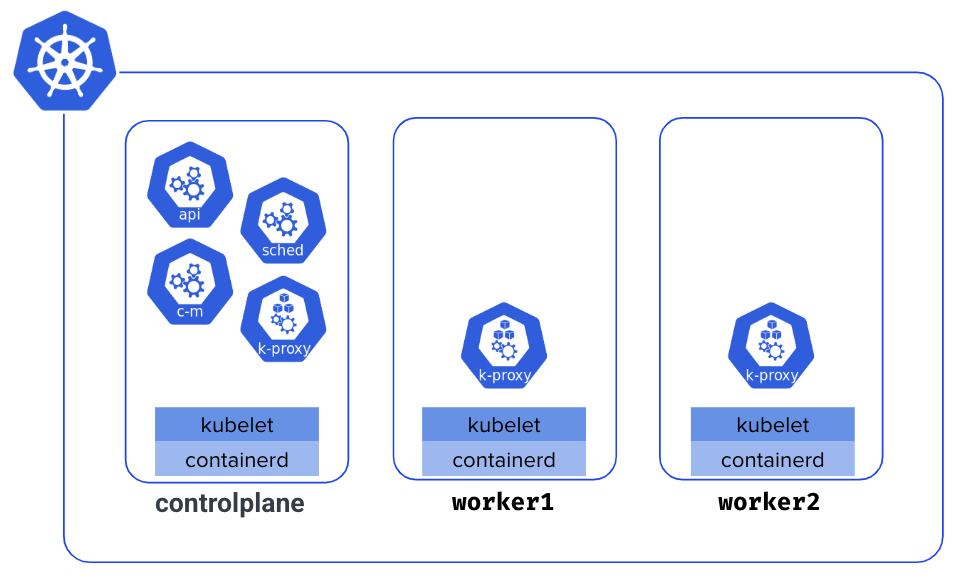 api
sched
c-m
k-proxy
kubelet
containerd
controlplane
k-proxy
kubelet
containerd
worker1
k-proxy
kubelet
containerd
worker2